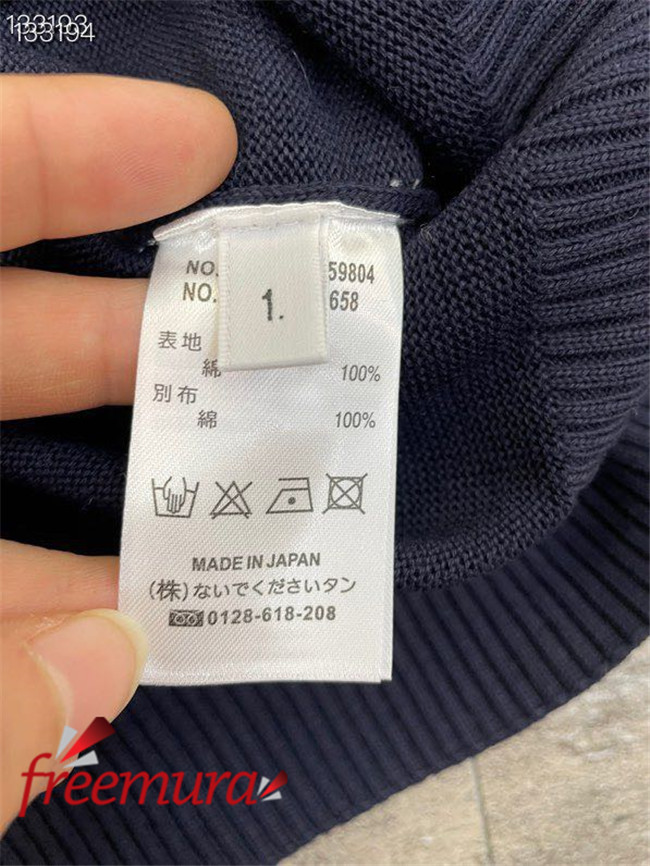 133193
133194
NO. 59804
NO. 658
1.
表地
綿 100%
別布
綿 100%
MADE IN JAPAN
(株)ないでくださいタン
0128-618-208
freemura